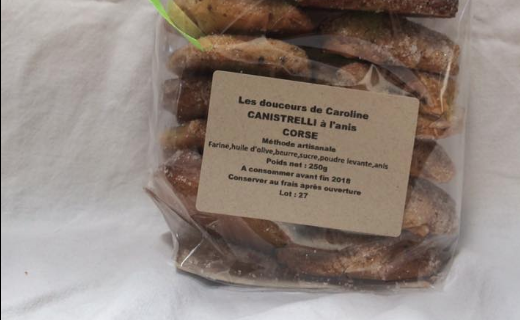 Les douceurs de Caroline
CANISTRELLI à l'anis
CORSE
Méthode artisanale
Farine,huile d'olive,beurre,sucre,poudre levante,anis
Poids net : 250g
A consommer avant fin 2018
Conserver au frais après ouverture
Lot : 37